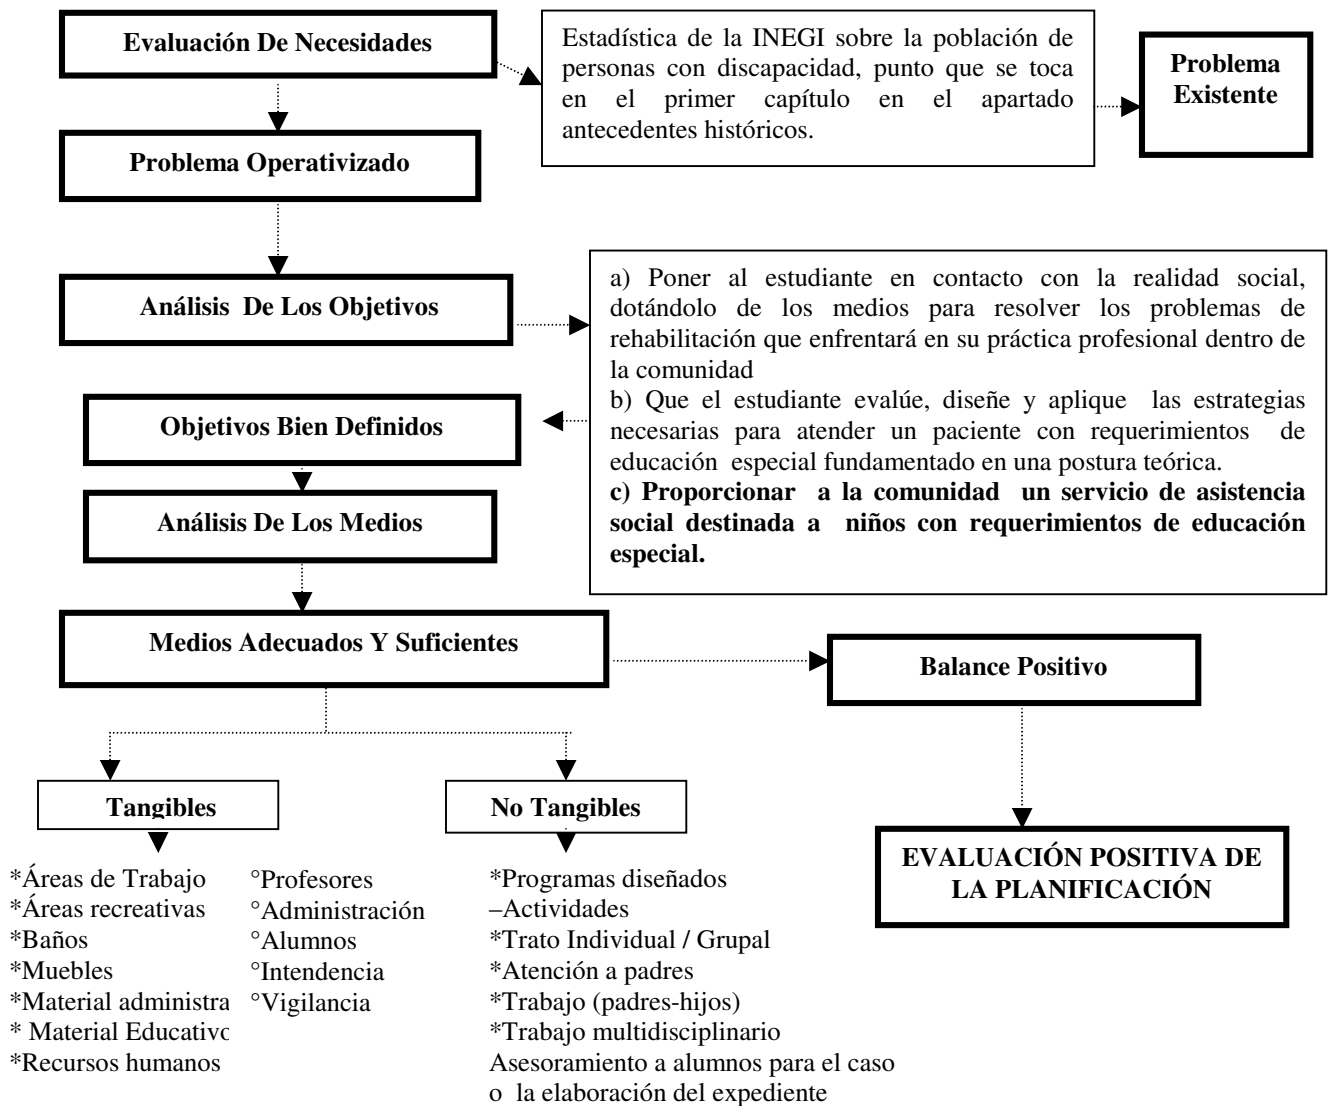 Evaluación De Necesidades
Estadística de la INEGI sobre la población de
personas con discapacidad, punto que se toca
en el primer capítulo en el apartado
antecedentes históricos.
Problema
Existente
Problema Operativizado
Análisis De Los Objetivos
a) Poner al estudiante en contacto con la realidad social,
dotándolo de los medios para resolver los problemas de
rehabilitación que enfrentará en su práctica profesional dentro de
la comunidad
b) Que el estudiante evalúe, diseñe y aplique las estrategias
necesarias para atender un paciente con requerimientos de
educación especial fundamentado en una postura teórica.
c) Proporcionar a la comunidad un servicio de asistencia
social destinada a niños con requerimientos de educación
especial.
Objetivos Bien Definidos
Análisis De Los Medios
Medios Adecuados Y Suficientes
Balance Positivo
EVALUACIÓN POSITIVA DE
LA PLANIFICACIÓN
Tangibles
*Áreas de Trabajo
*Áreas recreativas
*Baños
*Muebles
*Material administra
* Material Educativo
*Recursos humanos
°Profesores
°Administración
°Alumnos
°Intendencia
°Vigilancia
No Tangibles
*Programas diseñados
–Actividades
*Trato Individual / Grupal
*Atención a padres
*Trabajo (padres-hijos)
*Trabajo multidisciplinario
Asesoramiento a alumnos para el caso
o la elaboración del expediente